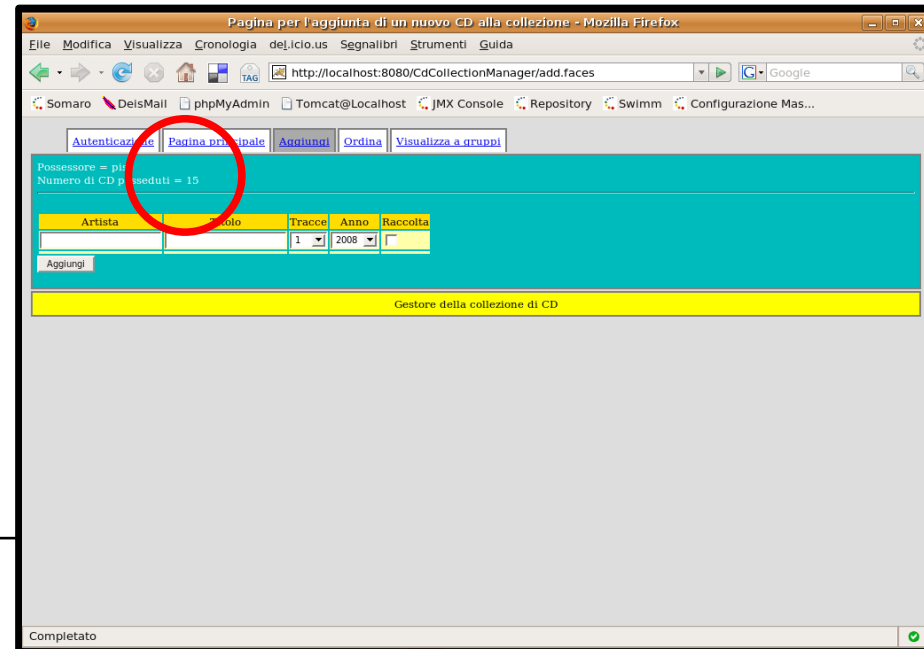 Pagina per l'aggiunta di un nuovo CD alla collezione - Mozilla Firefox
File Modifica Visualizza Cronologia del.icio.us Segnalibri Strumenti Guida
TAG http://localhost:8080/CdCollectionManager/add.faces G Google
Somaro DeisMail phpMyAdmin Tomcat@Localhost JMX Console Repository Swimm Configurazione Mas...
Autenticazione Pagina principale Aggiungi Ordina Visualizza a gruppi
Possessore =
Numero di CD posseduti = 15
Artista Titolo Tracce Anno Raccolta
1 2008
Aggiungi
Gestore della collezione di CD
Completato